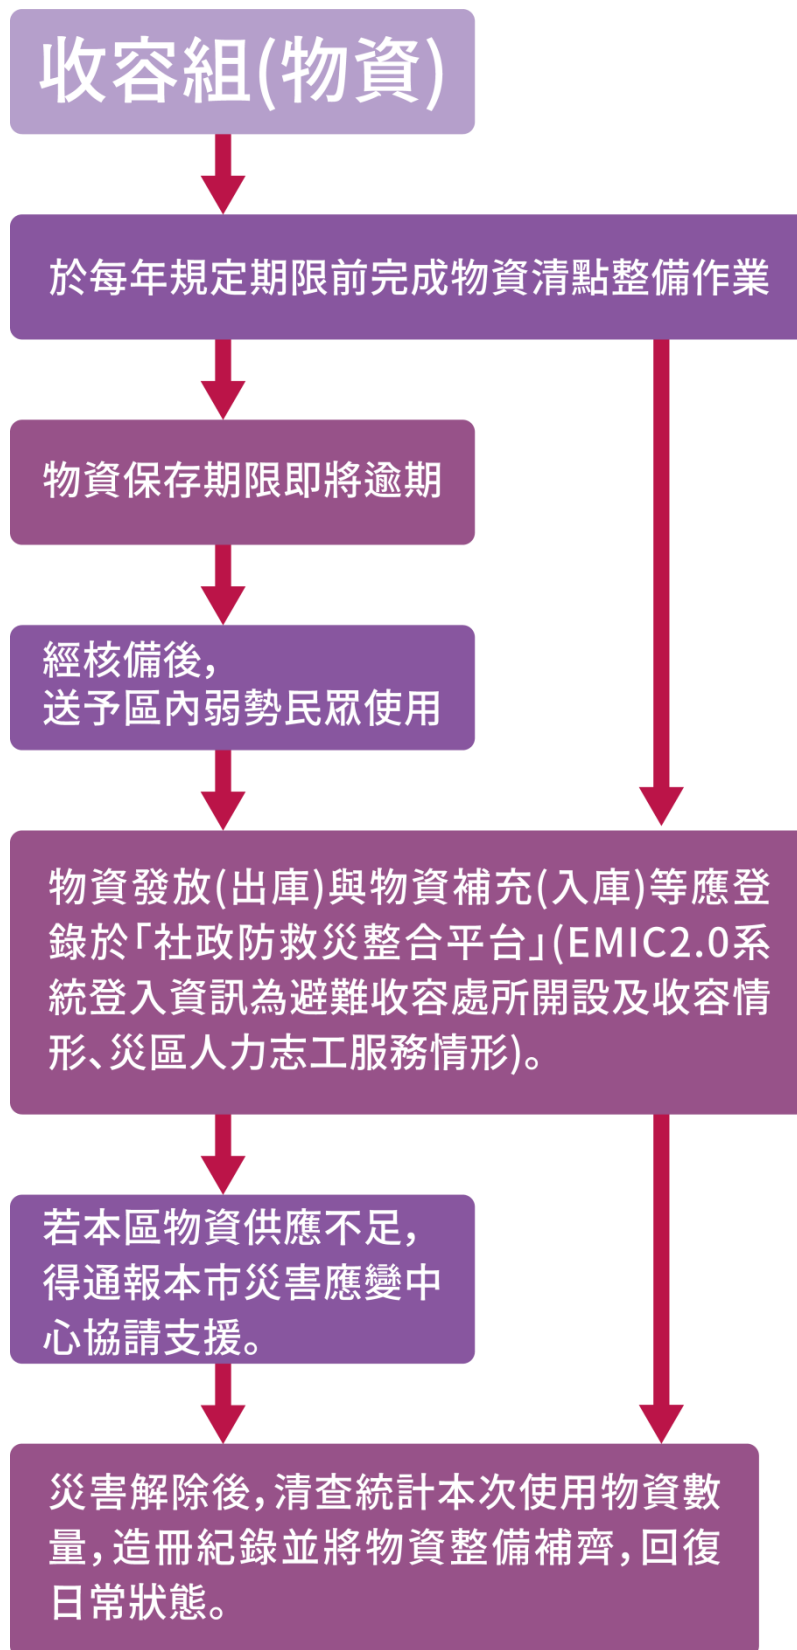 收容組(物資)
於每年規定期限前完成物資清點整備作業
物資保存期限即將逾期
經核備後，
送予區內弱勢民眾使用
物資發放(出庫)與物資補充(入庫)等應登
錄於「社政防救災整合平台」(EMIC2.0系
統登入資訊為避難收容處所開設及收容情
形、災區人力志工服務情形)。
若本區物資供應不足，
得通報本市災害應變中
心協請支援。
災害解除後，清查統計本次使用物資數
量，造冊紀錄並將物資整備補齊，回復
日常狀態。